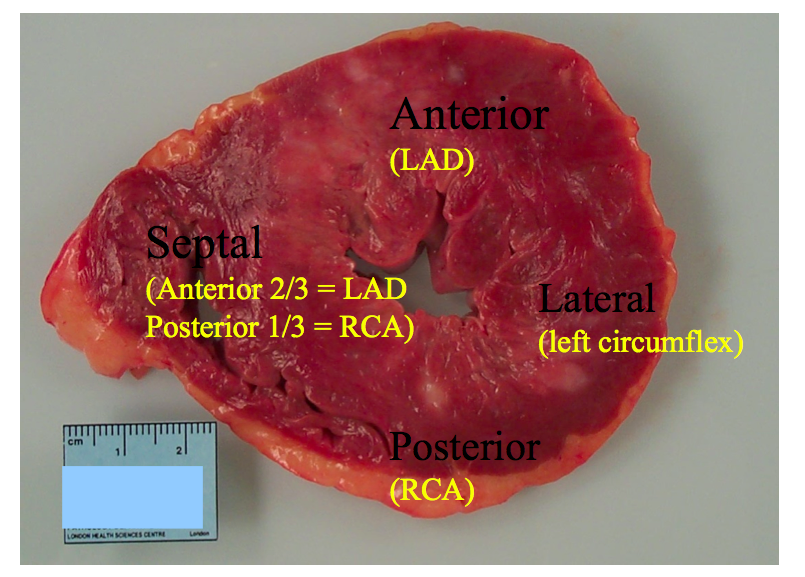 Anterior
(LAD)
Septal
(Anterior 2/3 = LAD
Posterior 1/3 = RCA)
Lateral
(left circumflex)
Posterior
(RCA)
cm
1
2
LONDON HEALTH SCIENCES CENTRE London